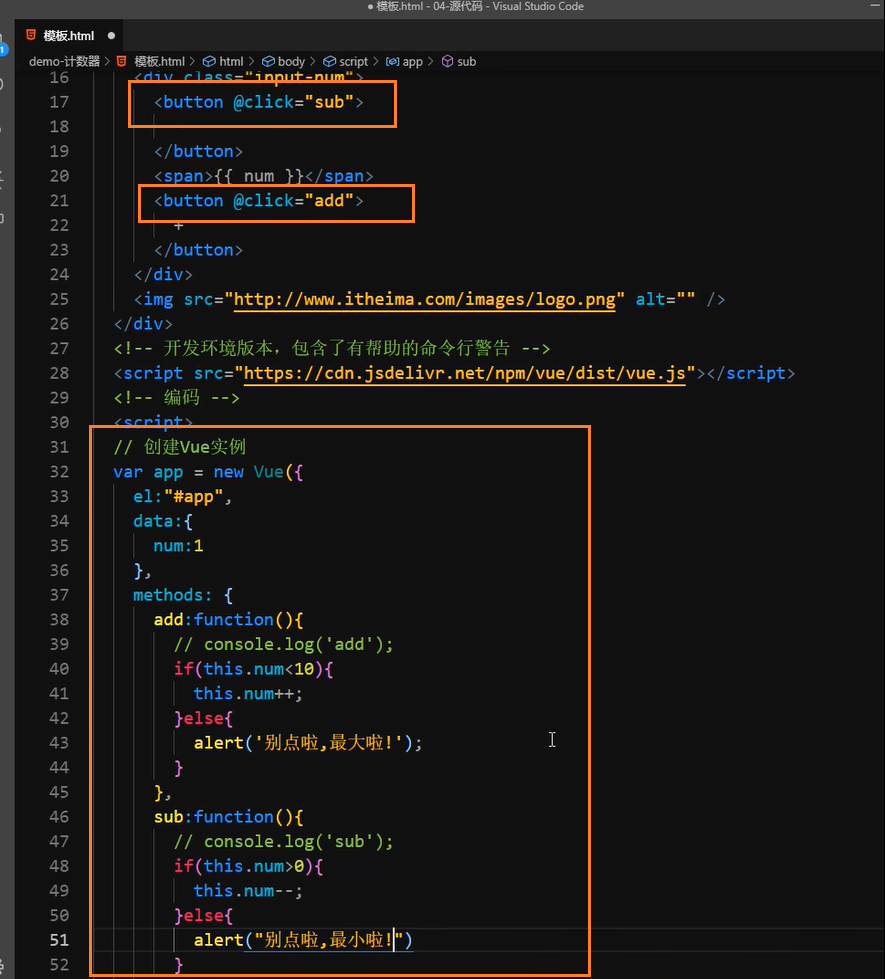 ● 模板.html - 04-源代码 - Visual Studio Code
模板.html ●
demo-计数器 > 模板.html > html > body > script > app > sub
16 <div class="input-num">
17 <button @click="sub">
18
19 </button>
20 <span>{{ num }}</span>
21 <button @click="add">
22 +
23 </button>
24 </div>
25 <img src="http://www.itheima.com/images/logo.png" alt="" />
26 </div>
27 <!-- 开发环境版本，包含了有帮助的命令行警告 -->
28 <script src="https://cdn.jsdelivr.net/npm/vue/dist/vue.js"></script>
29 <!-- 编码 -->
30 <script>
31 // 创建Vue实例
32 var app = new Vue({
33 el:"#app",
34 data:{
35 num:1
36 },
37 methods: {
38 add:function(){
39 // console.log('add');
40 if(this.num<10){
41 this.num++;
42 }else{
43 alert('别点啦,最大啦!');
44 }
45 },
46 sub:function(){
47 // console.log('sub');
48 if(this.num>0){
49 this.num--;
50 }else{
51 alert("别点啦,最小啦!")
52 }